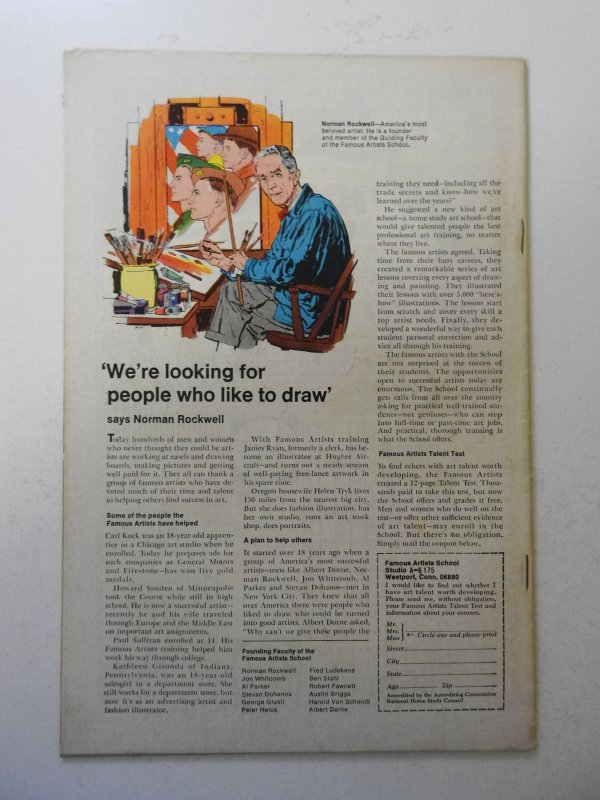 Norman Rockwell—America's most
beloved artist. He is a founder
and member of the Guiding Faculty
of the Famous Artists School.
'We're looking for
people who like to draw'
says Norman Rockwell
Today hundreds of men and women
who never thought they could be art-
ists are working at easels and drawing
boards, making pictures and getting
well paid for it. They all can thank a
group of famous artists who have de-
voted much of their time and talent
to helping others find success in art.
Some of the people the
Famous Artists have helped
Carl Kock was an 18-year-old appren-
tice in a Chicago art studio when he
enrolled. Today he prepares ads for
such companies as General Motors
and Firestone—has won five gold
medals.
Howard Sanden of Minneapolis
took the Course while still in high
school. He is now a successful artist—
recently he and his wife traveled
through Europe and the Middle East
on important art assignments.
Paul Sullivan enrolled at 14. His
Famous Artists training helped him
work his way through college.
Kathleen Gironda of Indiana,
Pennsylvania, was an 18-year-old
salesgirl in a department store. She
still works for a department store, but
now it's as an advertising artist and
fashion illustrator.
With Famous Artists training
James Ryan, formerly a clerk, has be-
come an illustrator at Hughes Air-
craft—and turns out a steady stream
of well-paying free-lance artwork in
his spare time.
Oregon housewife Helen Tryk lives
150 miles from the nearest big city.
But she does fashion illustration, has
her own studio, runs an art work
shop, does portraits.
A plan to help others
It started over 18 years ago when a
group of America's most successful
artists—men like Albert Dorne, Nor-
man Rockwell, Jon Whitcomb, Al
Parker and Stevan Dohanos—met in
New York City. They knew that all
over America there were people who
liked to draw who could be turned
into good artists. Albert Dorne asked,
"Why can't we give these people the
Founding Faculty of the
Famous Artists School
Norman Rockwell
Jon Whitcomb
Al Parker
Stevan Dohanos
George Giusti
Peter Helck
Fred Ludekens
Ben Stahl
Robert Fawcett
Austin Briggs
Harold Von Schmidt
Albert Dorne
training they need—including all the
trade secrets and know-how we've
learned over the years?"
He suggested a new kind of art
school—a home study art school—that
would give talented people the best
professional art training, no matter
where they live.
The famous artists agreed. Taking
time from their busy careers, they
created a remarkable series of art
lessons covering every aspect of draw-
ing and painting. They illustrated
their lessons with over 5,000 "here's-
how" illustrations. The lessons start
from scratch and cover every skill a
top artist needs. Finally, they de-
veloped a wonderful way to give each
student personal correction and ad-
vice all through his training.
The famous artists with the School
are not surprised at the success of
their students. The opportunities
open to successful artists today are
enormous. The School continually
gets calls from all over the country
asking for practical well-trained stu-
dents—not geniuses—who can step
into full-time or part-time art jobs.
And practical, thorough training is
what the School offers.
Famous Artists Talent Test
To find others with art talent worth
developing, the Famous Artists
created a 12-page Talent Test. Thou-
sands paid to take this test, but now
the School offers and grades it free.
Men and women who do well on the
test—or offer other sufficient evidence
of art talent—may enroll in the
School. But there's no obligation.
Simply mail the coupon below.
Famous Artists School
Studio 175
Westport, Conn. 06880
I would like to find out whether I
have art talent worth developing.
Please send me, without obligation,
your Famous Artists Talent Test and
information about your courses.
Mr.
Mrs.
Miss
← Circle one and please print
Street
City
State
Age Zip
Accredited by the Accrediting Commission
National Home Study Council